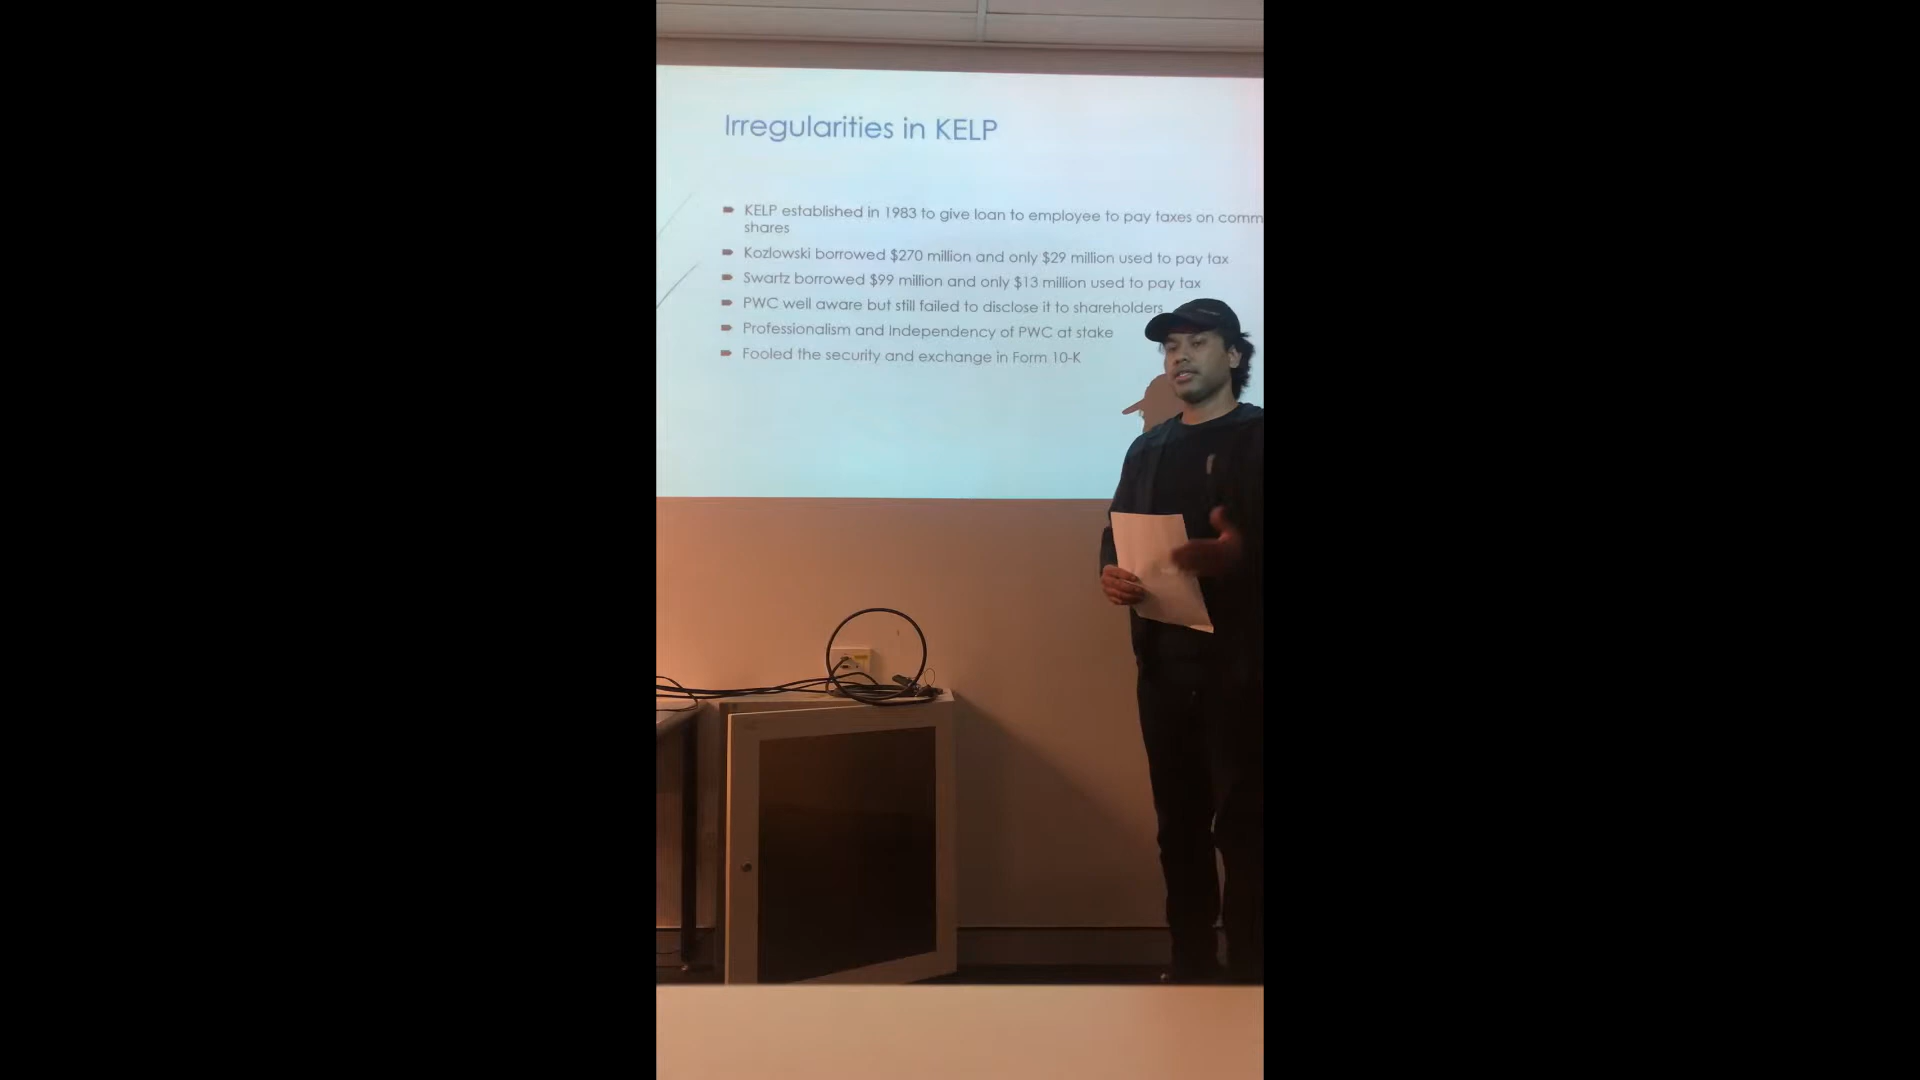 Irregularities in KELP
KELP established in 1983 to give loan to employee to pay taxes on comm
shares
Kozlowski borrowed $270 million and only $29 million used to pay tax
Swartz borrowed $99 million and only $13 million used to pay tax
PWC well aware but still failed to disclose it to shareholders
Professionalism and Independency of PWC at stake
Fooled the security and exchange in Form 10-K